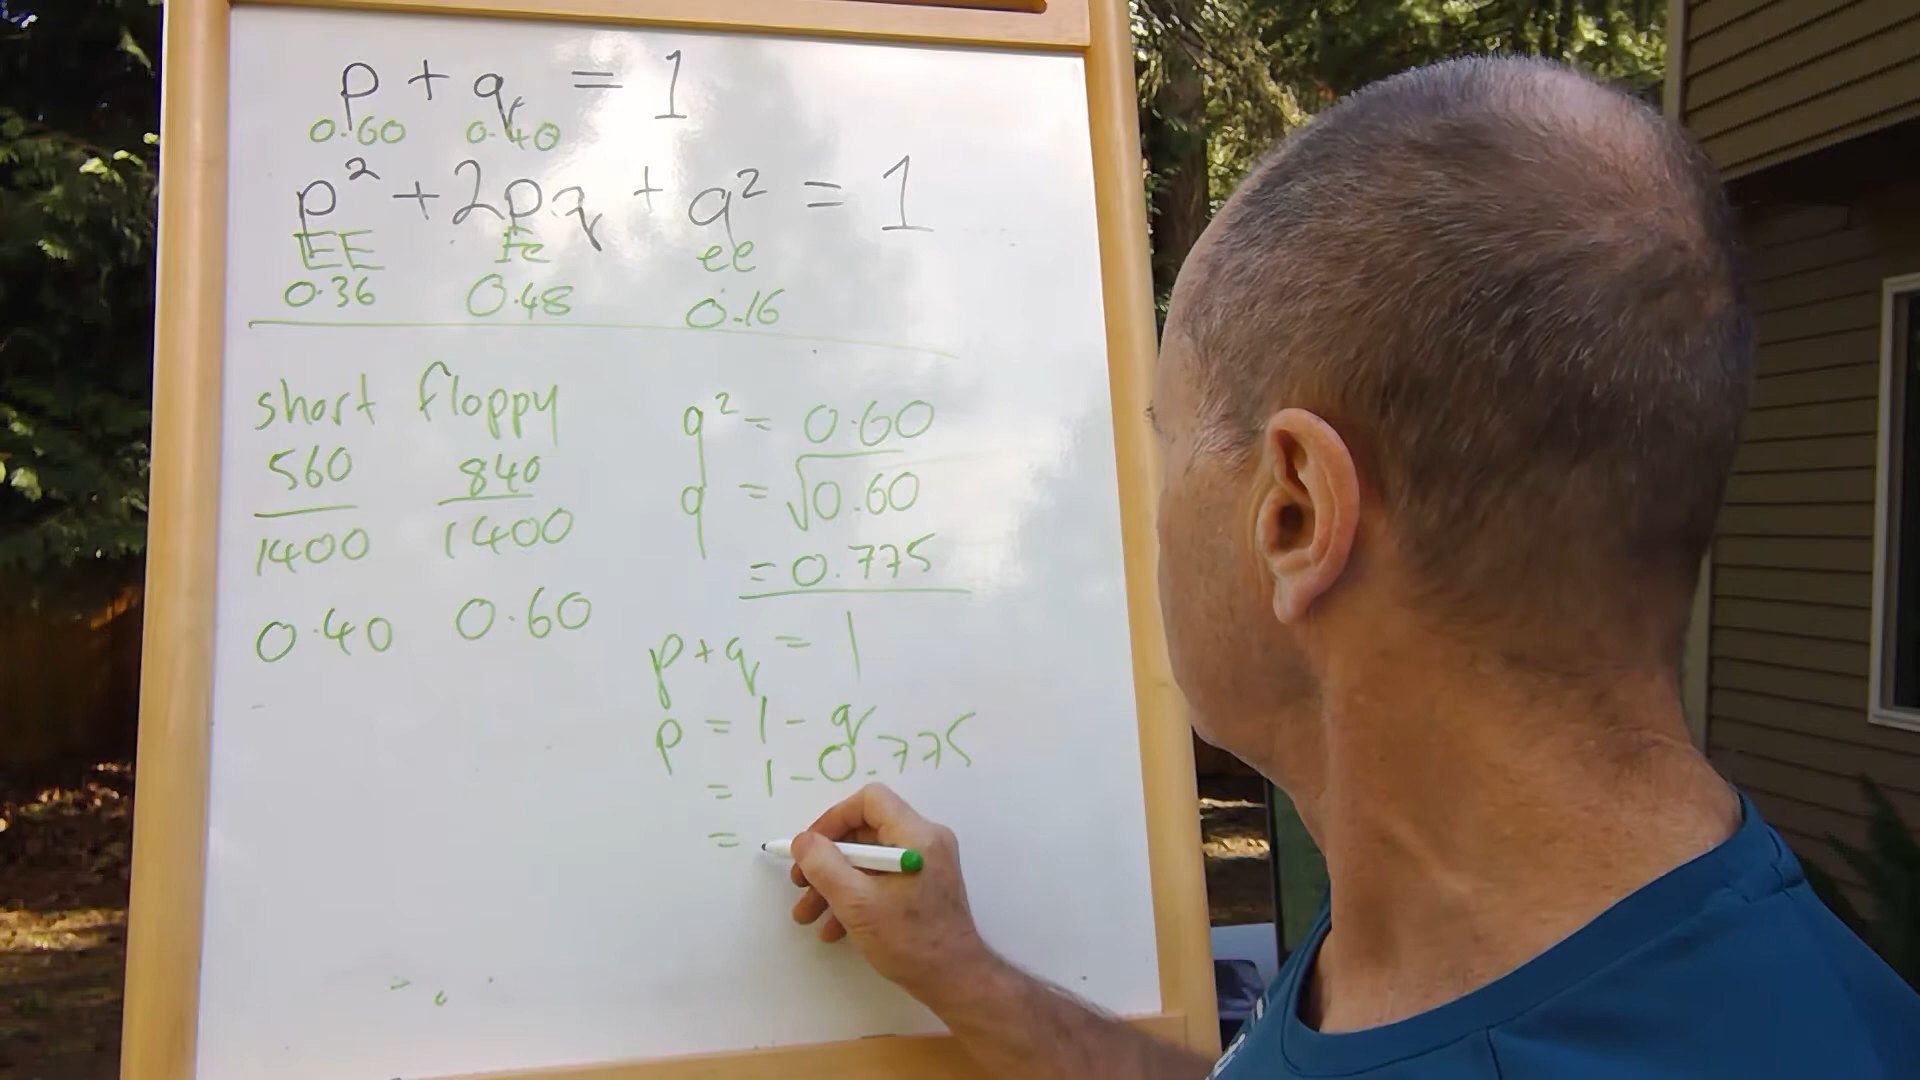 p + q = 1
0.60 0.40
p² + 2pq + q² = 1
EE Ee ee
0.36 0.48 0.16
short floppy
560 840
1400 1400
0.40 0.60
q² = 0.60
q = √0.60
= 0.775
p + q = 1
p = 1 - q
= 1 - 0.775
=